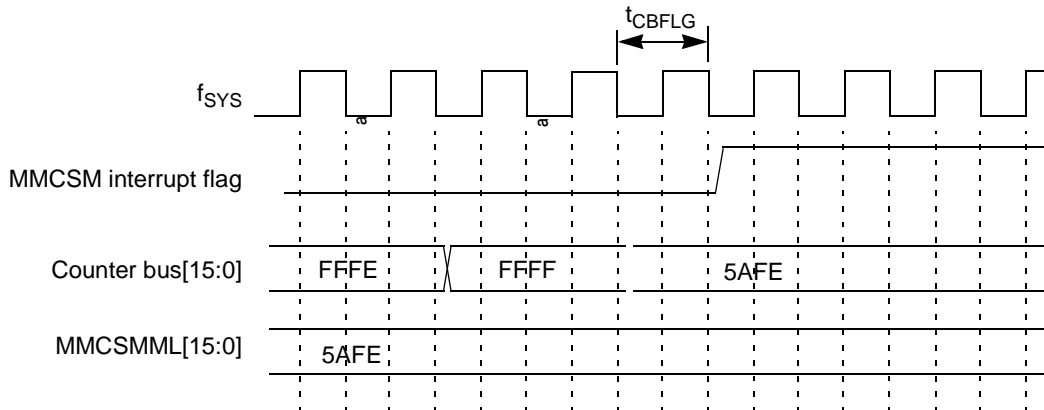 tCBFLG
fSYS
a
a
MMCSM interrupt flag
Counter bus[15:0]
FFFE
FFFF
5AFE
MMCSMML[15:0]
5AFE